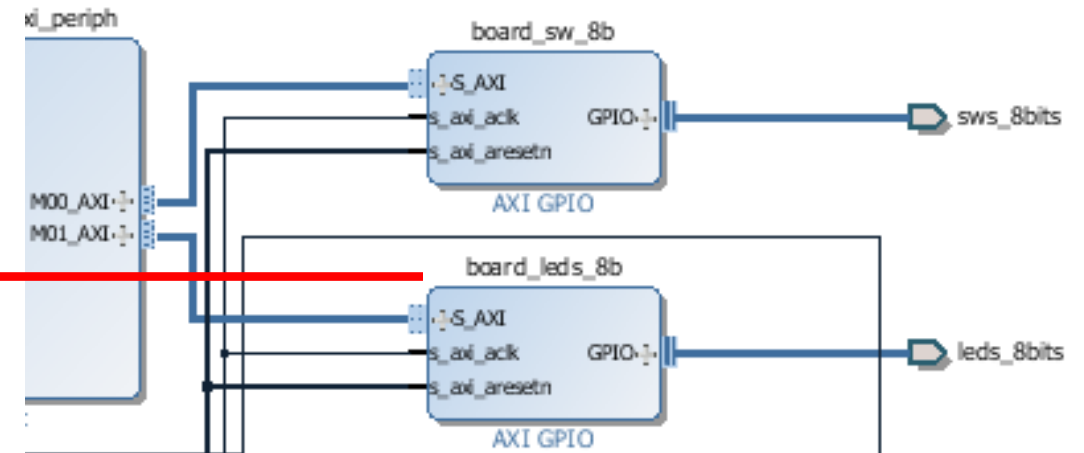 xi_periph
M00_AXI
M01_AXI
board_sw_8b
S_AXI
s_axi_aclk
s_axi_aresetn
GPIO
AXI GPIO
sws_8bits
board_leds_8b
S_AXI
s_axi_aclk
s_axi_aresetn
GPIO
AXI GPIO
leds_8bits